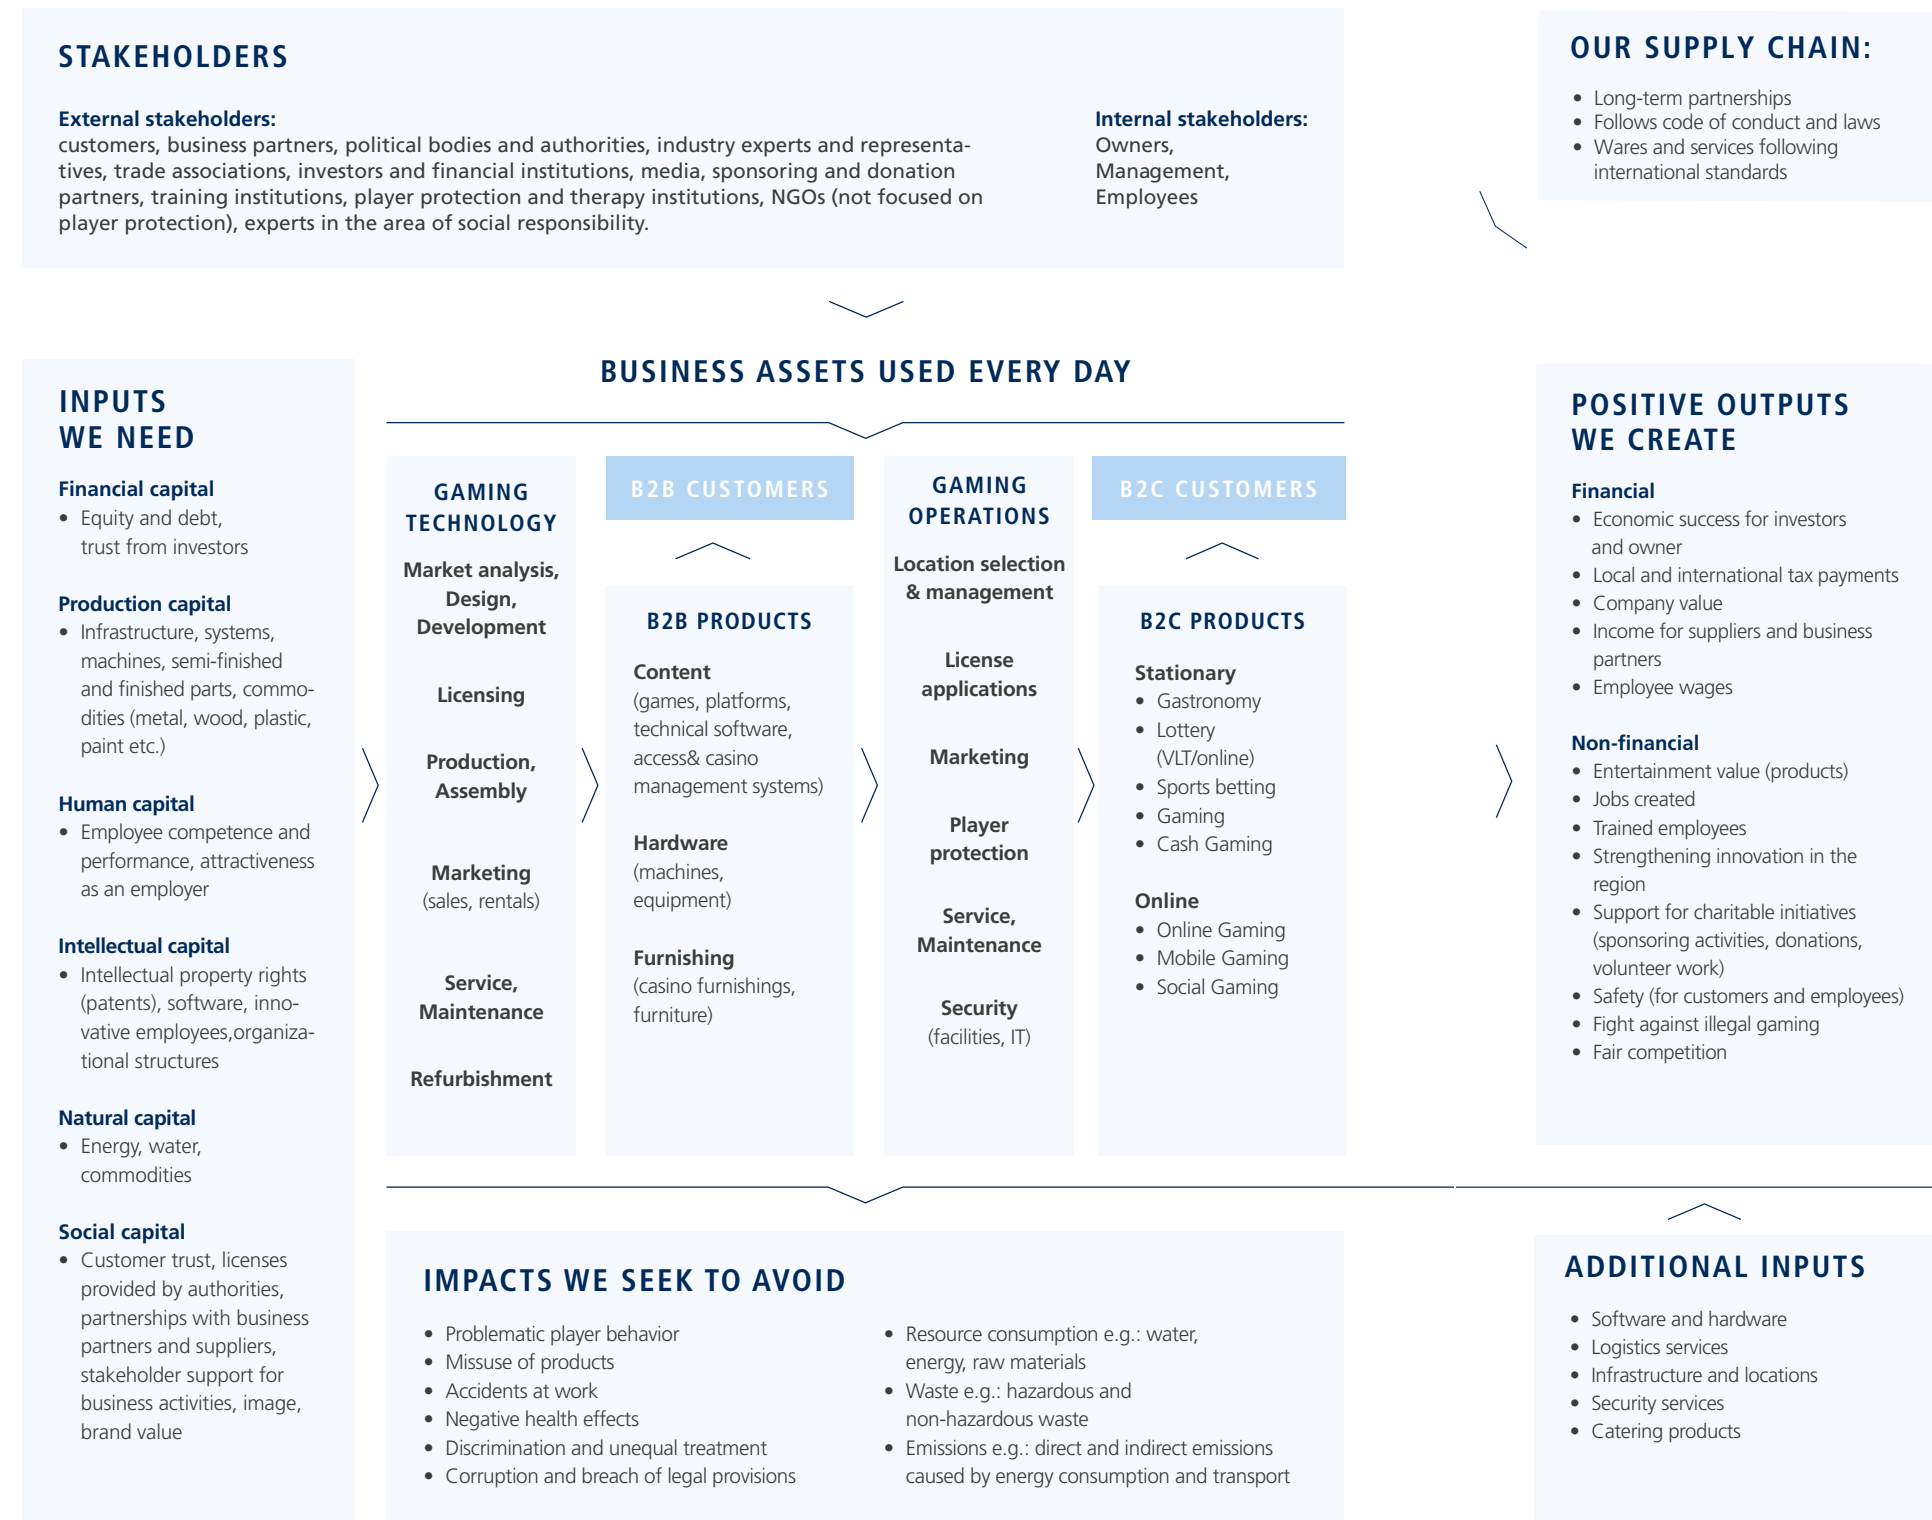 STAKEHOLDERS
External stakeholders:
customers, business partners, political bodies and authorities, industry experts and representa-
tives, trade associations, investors and financial institutions, media, sponsoring and donation
partners, training institutions, player protection and therapy institutions, NGOs (not focused on
player protection), experts in the area of social responsibility.
Internal stakeholders:
Owners,
Management,
Employees
OUR SUPPLY CHAIN:
• Long-term partnerships
• Follows code of conduct and laws
• Wares and services following
international standards
INPUTS
WE NEED
Financial capital
• Equity and debt,
trust from investors
Production capital
• Infrastructure, systems,
machines, semi-finished
and finished parts, commo-
dities (metal, wood, plastic,
paint etc.)
Human capital
• Employee competence and
performance, attractiveness
as an employer
Intellectual capital
• Intellectual property rights
(patents), software, inno-
vative employees,organiza-
tional structures
Natural capital
• Energy, water,
commodities
Social capital
• Customer trust, licenses
provided by authorities,
partnerships with business
partners and suppliers,
stakeholder support for
business activities, image,
brand value
BUSINESS ASSETS USED EVERY DAY
GAMING
TECHNOLOGY
Market analysis,
Design,
Development
Licensing
Production,
Assembly
Marketing
(sales, rentals)
Service,
Maintenance
Refurbishment
B2B CUSTOMERS
B2B PRODUCTS
Content
(games, platforms,
technical software,
access& casino
management systems)
Hardware
(machines,
equipment)
Furnishing
(casino furnishings,
furniture)
GAMING
OPERATIONS
Location selection
& management
License
applications
Marketing
Player
protection
Service,
Maintenance
Security
(facilities, IT)
B2C CUSTOMERS
B2C PRODUCTS
Stationary
• Gastronomy
• Lottery
(VLT/online)
• Sports betting
• Gaming
• Cash Gaming
Online
• Online Gaming
• Mobile Gaming
• Social Gaming
POSITIVE OUTPUTS
WE CREATE
Financial
• Economic success for investors
and owner
• Local and international tax payments
• Company value
• Income for suppliers and business
partners
• Employee wages
Non-financial
• Entertainment value (products)
• Jobs created
• Trained employees
• Strengthening innovation in the
region
• Support for charitable initiatives
(sponsoring activities, donations,
volunteer work)
• Safety (for customers and employees)
• Fight against illegal gaming
• Fair competition
IMPACTS WE SEEK TO AVOID
• Problematic player behavior
• Missuse of products
• Accidents at work
• Negative health effects
• Discrimination and unequal treatment
• Corruption and breach of legal provisions
• Resource consumption e.g.: water,
energy, raw materials
• Waste e.g.: hazardous and
non-hazardous waste
• Emissions e.g.: direct and indirect emissions
caused by energy consumption and transport
ADDITIONAL INPUTS
• Software and hardware
• Logistics services
• Infrastructure and locations
• Security services
• Catering products